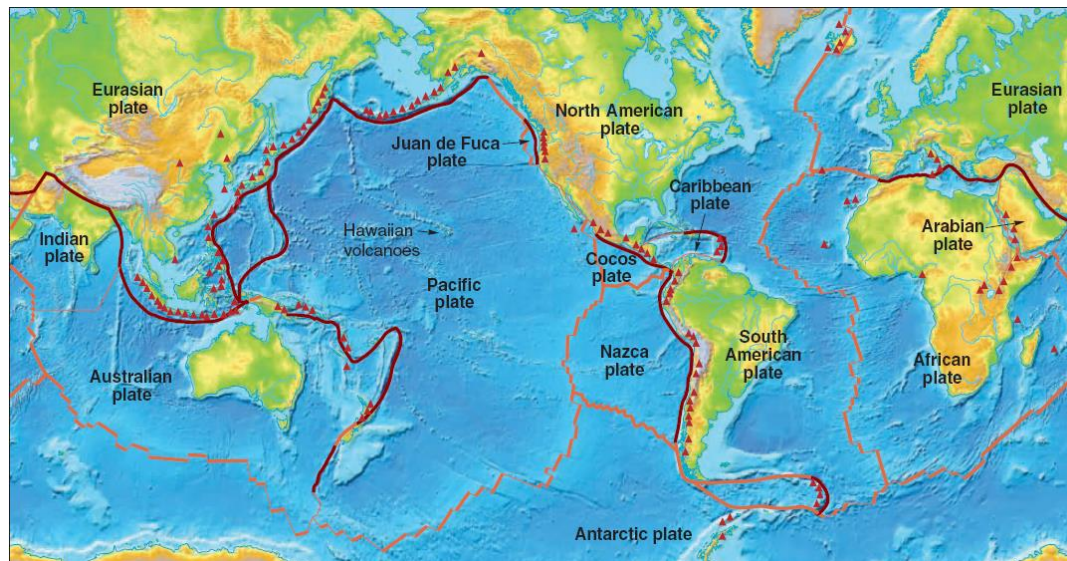 Eurasian
plate
North American
plate
Eurasian
plate
Juan de Fuca
plate
Caribbean
plate
Indian
plate
Hawaiian
volcanoes
Cocos
plate
Arabian
plate
Pacific
plate
Nazca
plate
South
American
plate
African
plate
Australian
plate
Antarctic plate